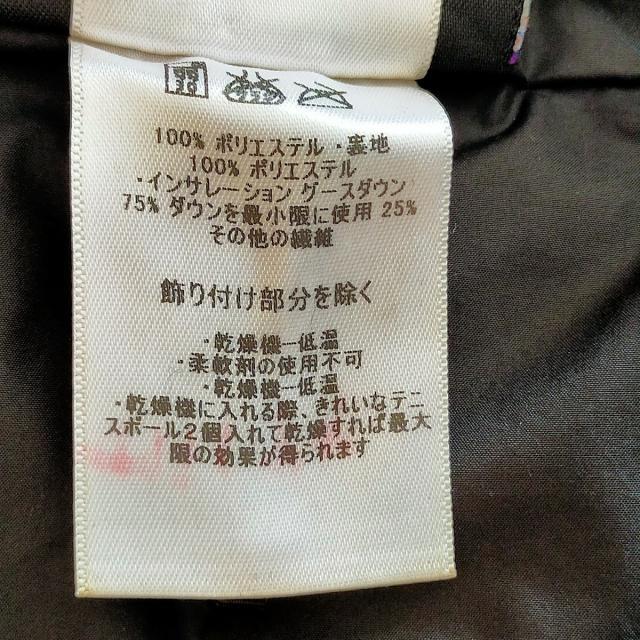 100% ポリエステル・裏地
100% ポリエステル
・インサレーション グースダウン
75% ダウンを最小限に使用 25%
その他の繊維
飾り付け部分を除く
・乾燥機一低温
・柔軟剤の使用不可
・乾燥機一低温
・乾燥機に入れる際、きれいなテニ
スボール2個入れて乾燥すれば最大
限の効果が得られます